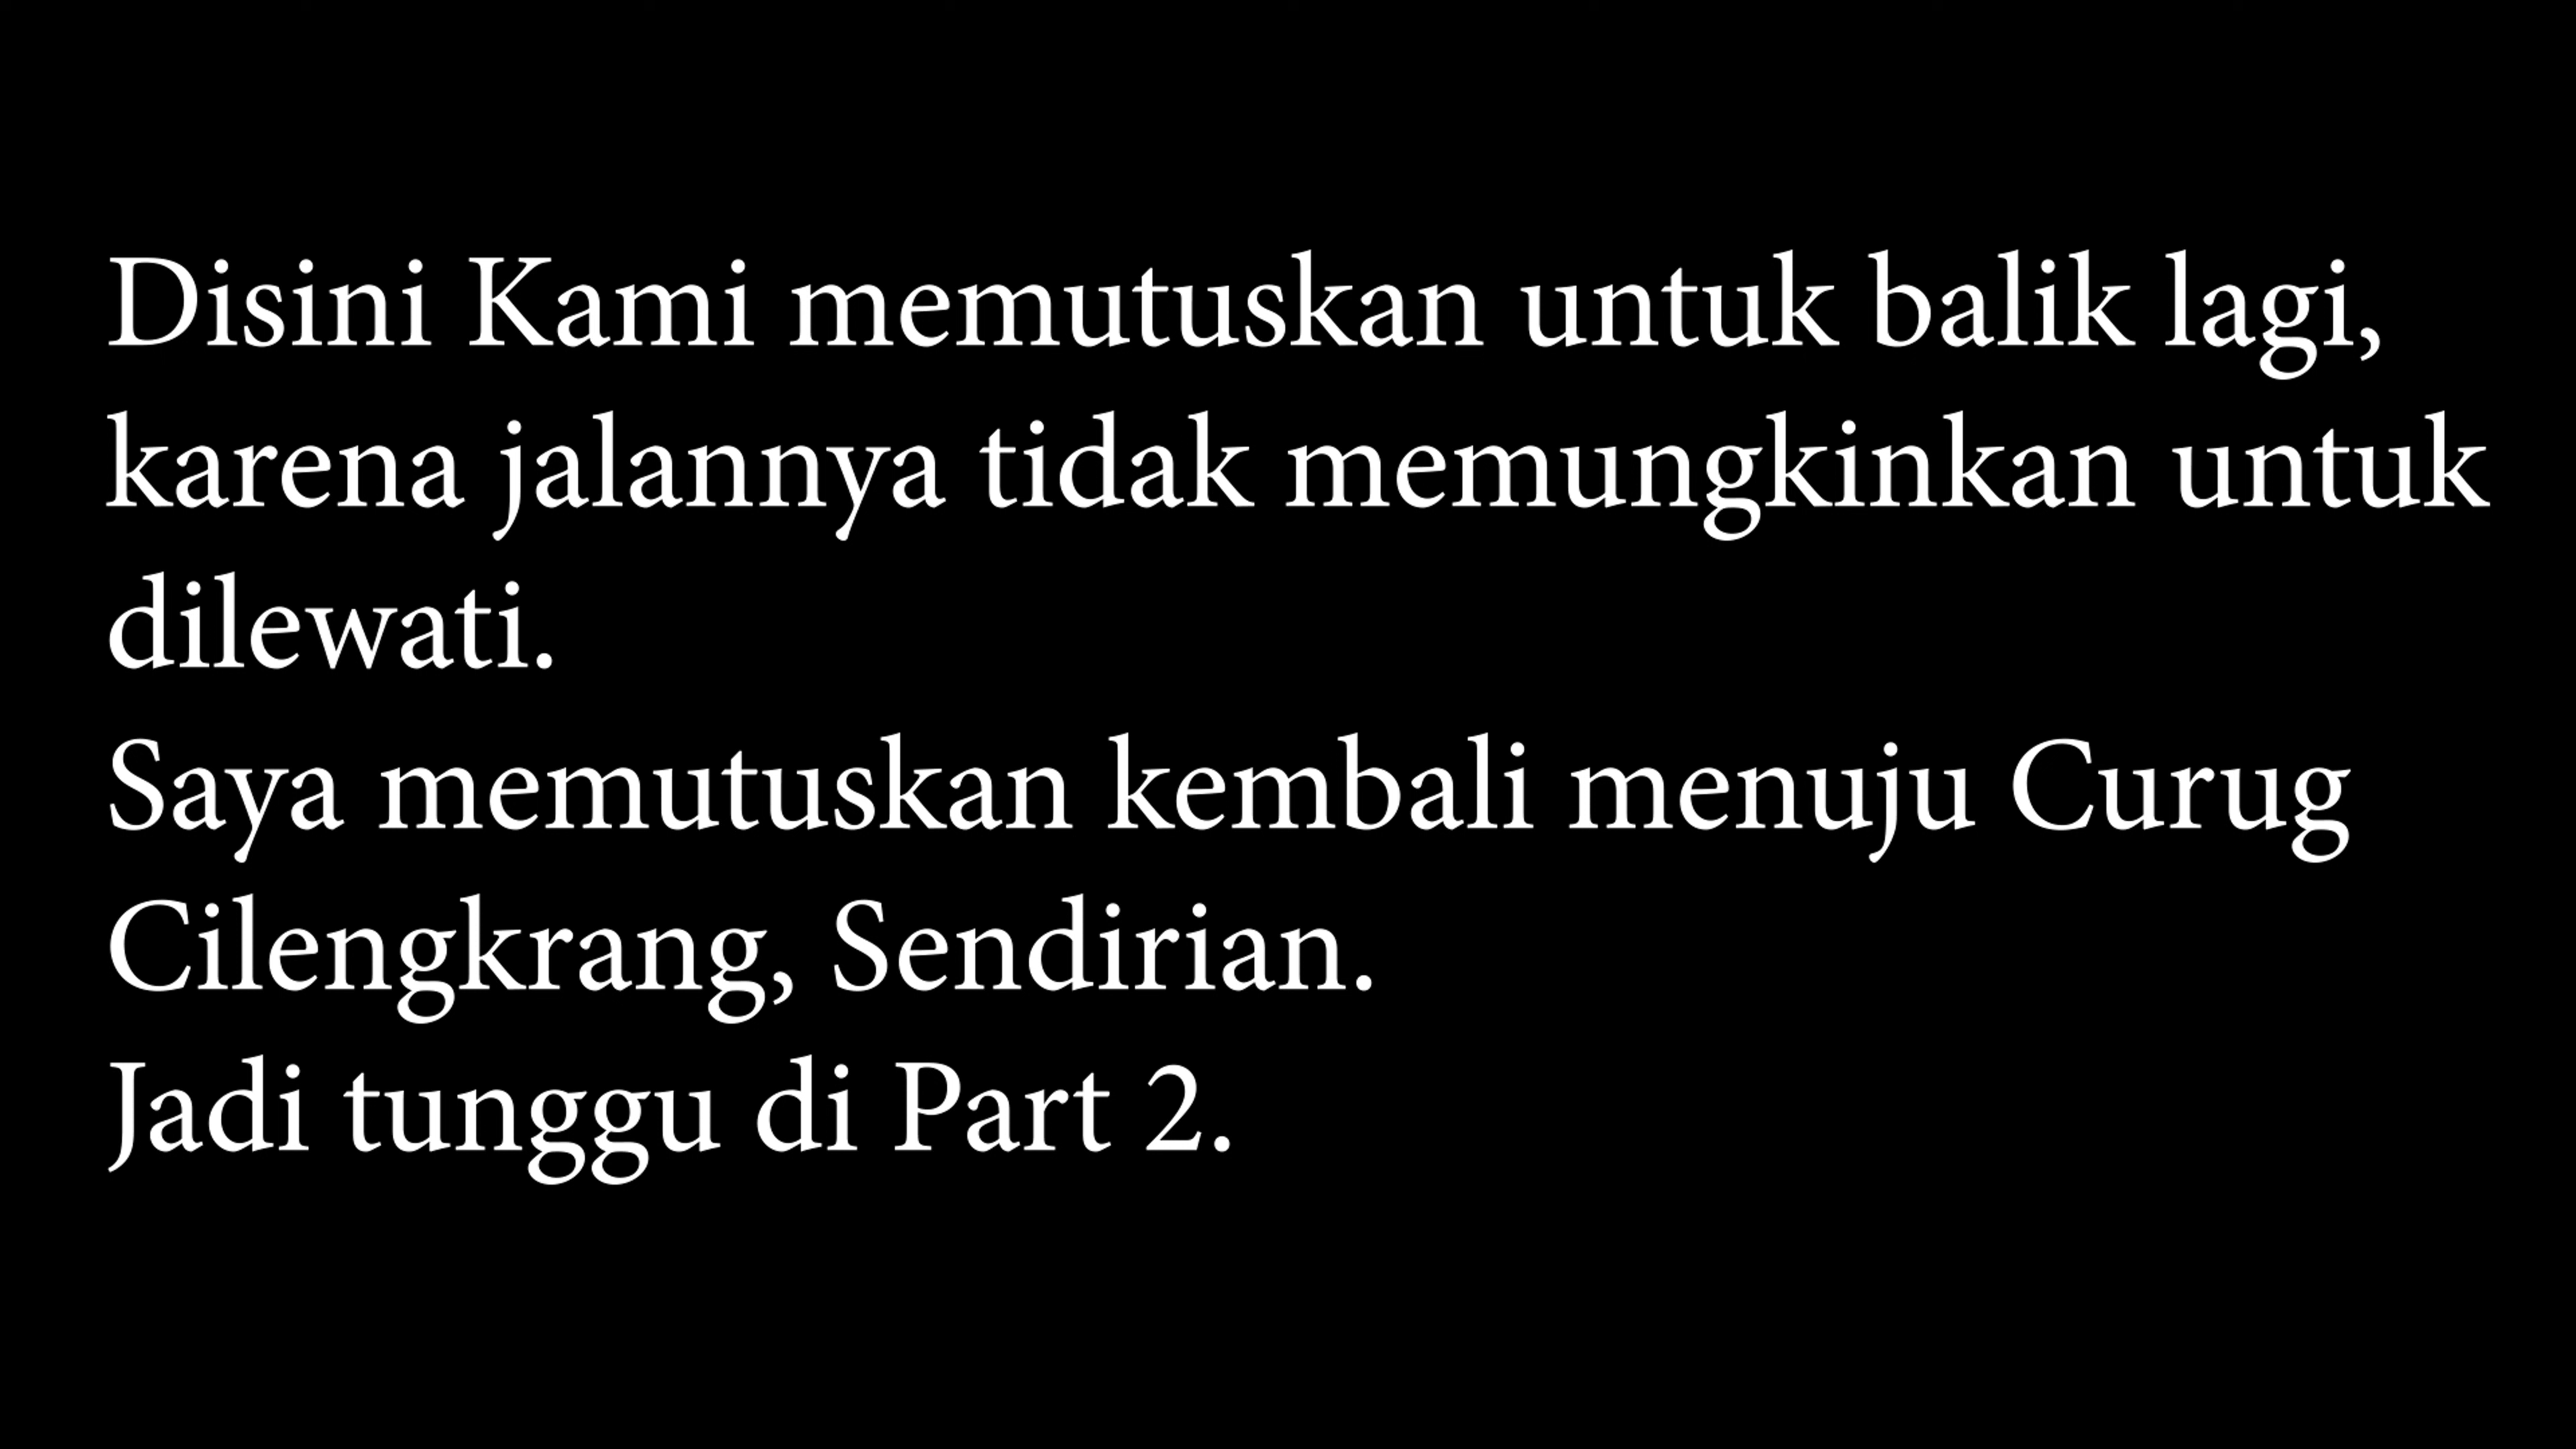 Disini Kami memutuskan untuk balik lagi,
karena jalannya tidak memungkinkan untuk
dilewati.
Saya memutuskan kembali menuju Curug
Cilengkrang, Sendirian.
Jadi tunggu di Part 2.